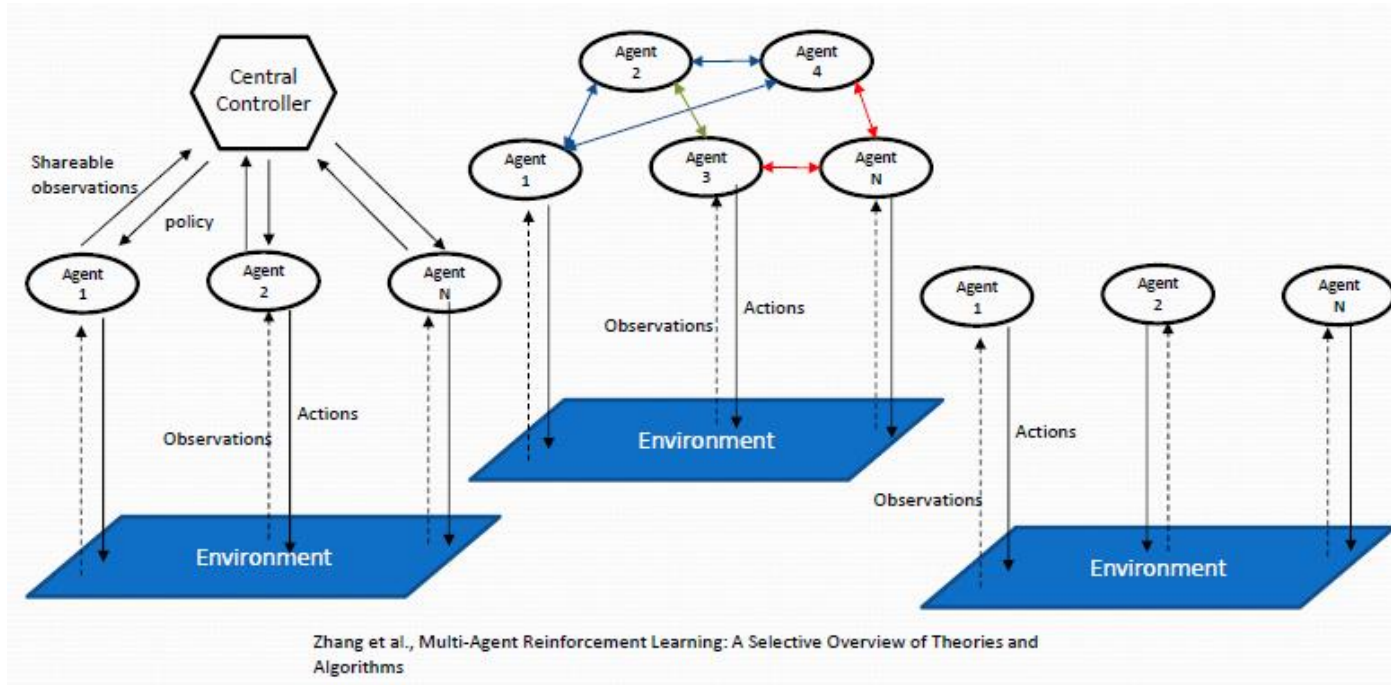 Central
Controller
Shareable
observations
policy
Agent
1
Agent
2
Agent
N
Observations
Actions
Environment
Agent
2
Agent
4
Agent
1
Agent
3
Agent
N
Observations
Actions
Environment
Agent
1
Agent
2
Agent
N
Actions
Observations
Environment
Zhang et al., Multi-Agent Reinforcement Learning: A Selective Overview of Theories and
Algorithms